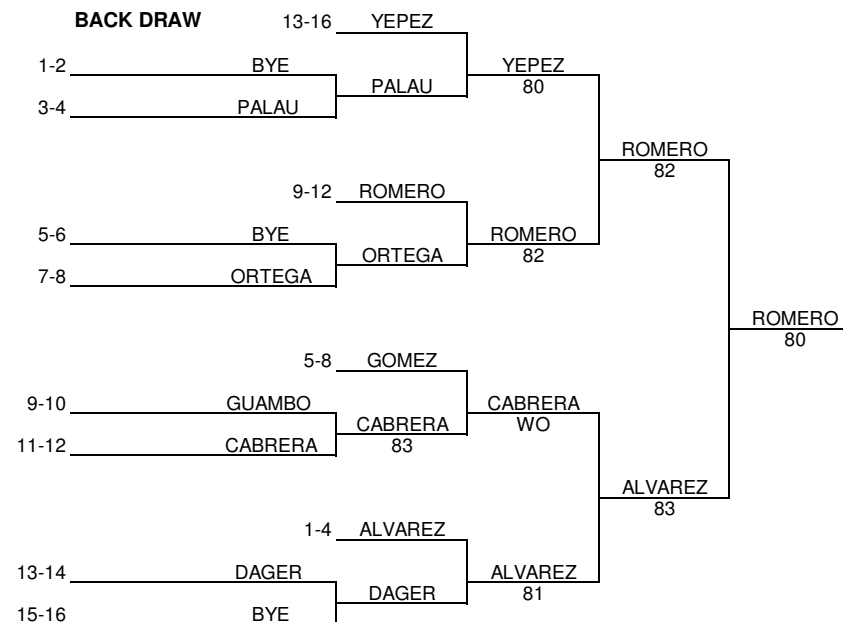 BACK DRAW 13-16 YEPEZ
1-2 BYE YEPEZ
PALAU 80
3-4 PALAU
ROMERO
82
9-12 ROMERO
5-6 BYE ROMERO
ORTEGA 82
7-8 ORTEGA
ROMERO
80
5-8 GOMEZ
9-10 GUAMBO CABRERA
CABRERA WO
11-12 CABRERA 83
ALVAREZ
83
1-4 ALVAREZ
13-14 DAGER ALVAREZ
DAGER 81
15-16 BYE